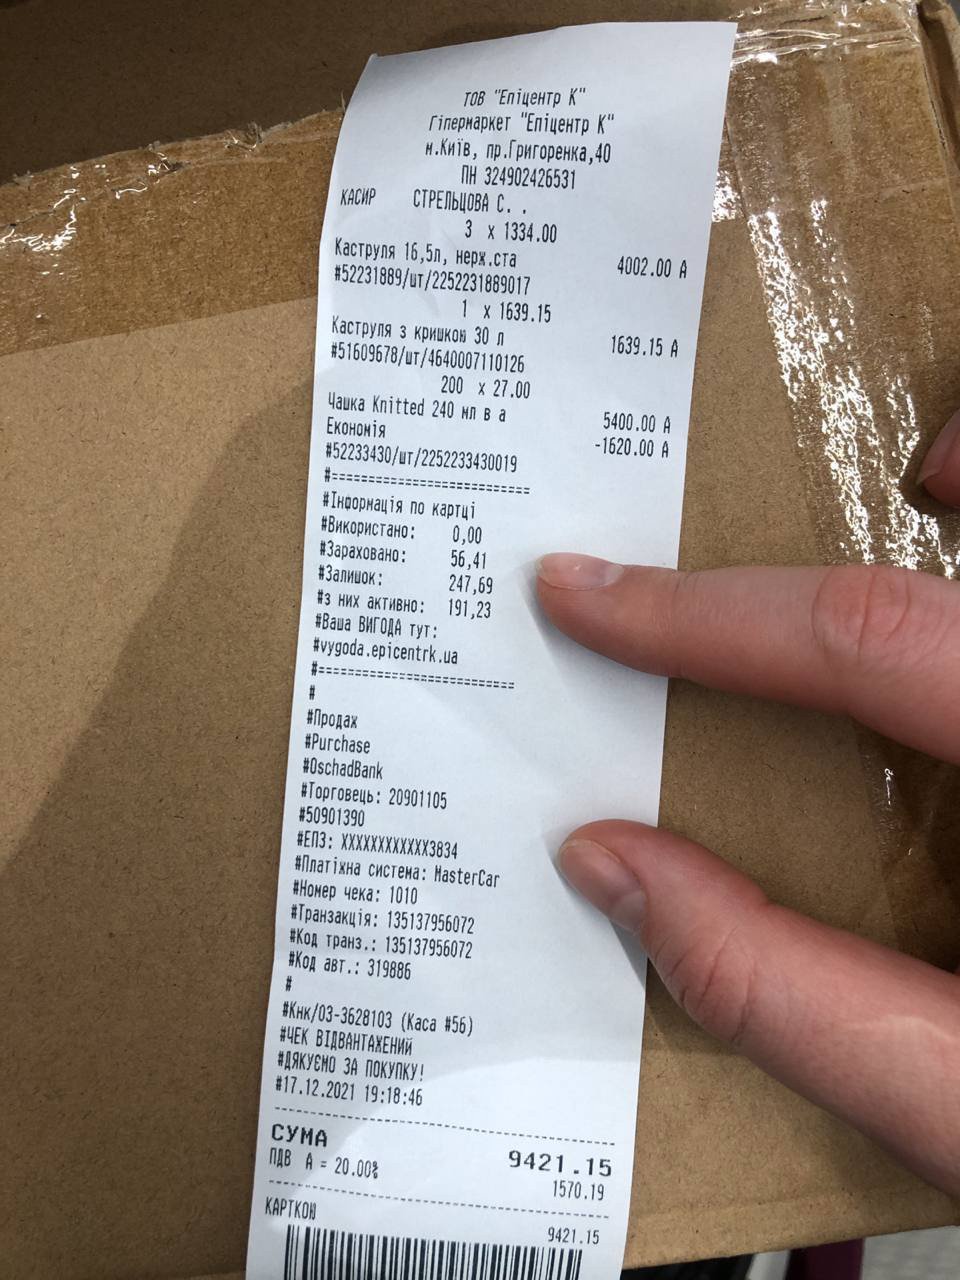 ТОВ "Епіцентр К"
Гіпермаркет "Епіцентр К"
м.Київ, пр.Григоренка,40
ПН 324902426531
КАСИР СТРЕЛЬЦОВА С. .
3 x 1334.00
Каструля 16,5л, нерж.ста 4002.00 А
#52231889/шт/2252231889017
1 x 1639.15
Каструля з кришкою 30 л 1639.15 А
#51609678/шт/4640007110126
200 x 27.00
Чашка Knitted 240 мл в а 5400.00 А
Економія -1620.00 А
#52233430/шт/2252233430019
#===========================
#Інформація по картці
#Використано: 0,00
#Зараховано: 56,41
#Залишок: 247,69
#з них активно: 191,23
#Ваша ВИГОДА тут:
#vygoda.epicentrk.ua
#===========================
#
#Продаж
#Purchase
#OschadBank
#Торговець: 20901105
#50901390
#ЕПЗ: XXXXXXXXXXXX3834
#Платіжна система: MasterCar
#Номер чека: 1010
#Транзакція: 135137956072
#Код транз.: 135137956072
#Код авт.: 319886
#
#Кнк/03-3628103 (Каса #56)
#ЧЕК ВІДВАНТАЖЕНИЙ
#ДЯКУЄМО ЗА ПОКУПКУ!
#17.12.2021 19:18:46
СУМА 9421.15
ПДВ А = 20.00% 1570.19
КАРТКОЮ 9421.15